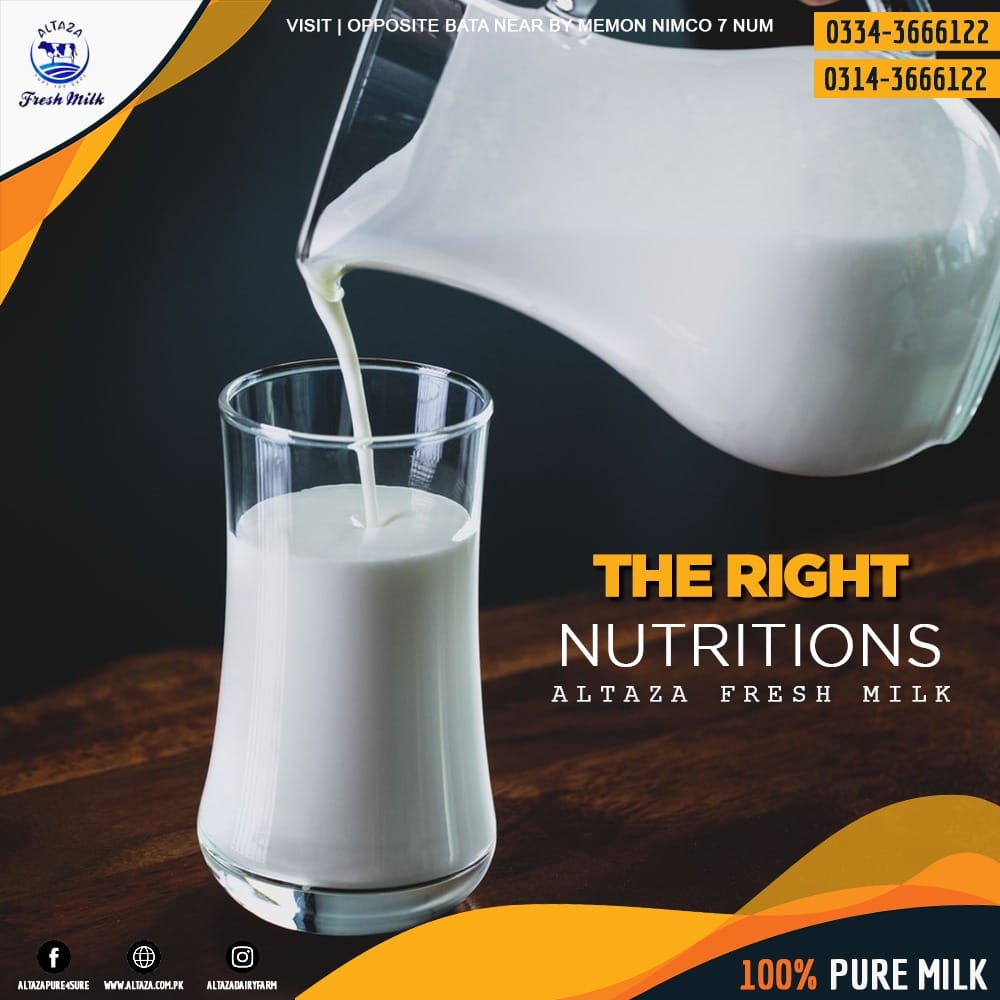 ALTAZA
Fresh Milk
VISIT | OPPOSITE BATA NEAR BY MEMON NIMCO 7 NUM
0334-3666122
0314-3666122
THE RIGHT
NUTRITIONS
ALTAZA FRESH MILK
ALTAZAPURE4SURE
WWW.ALTAZA.COM.PK
ALTAZADAIRYFARM
100% PURE MILK